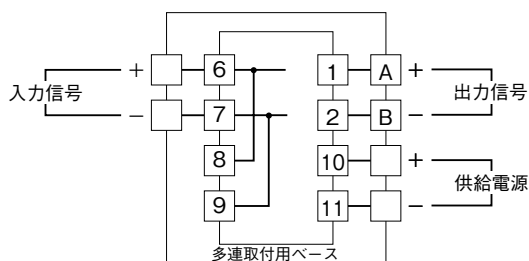 + 6 1 A +
入力信号 出力信号
− 7 2 B −
8 10 +
供給電源
9 11 −
多連取付用ベース